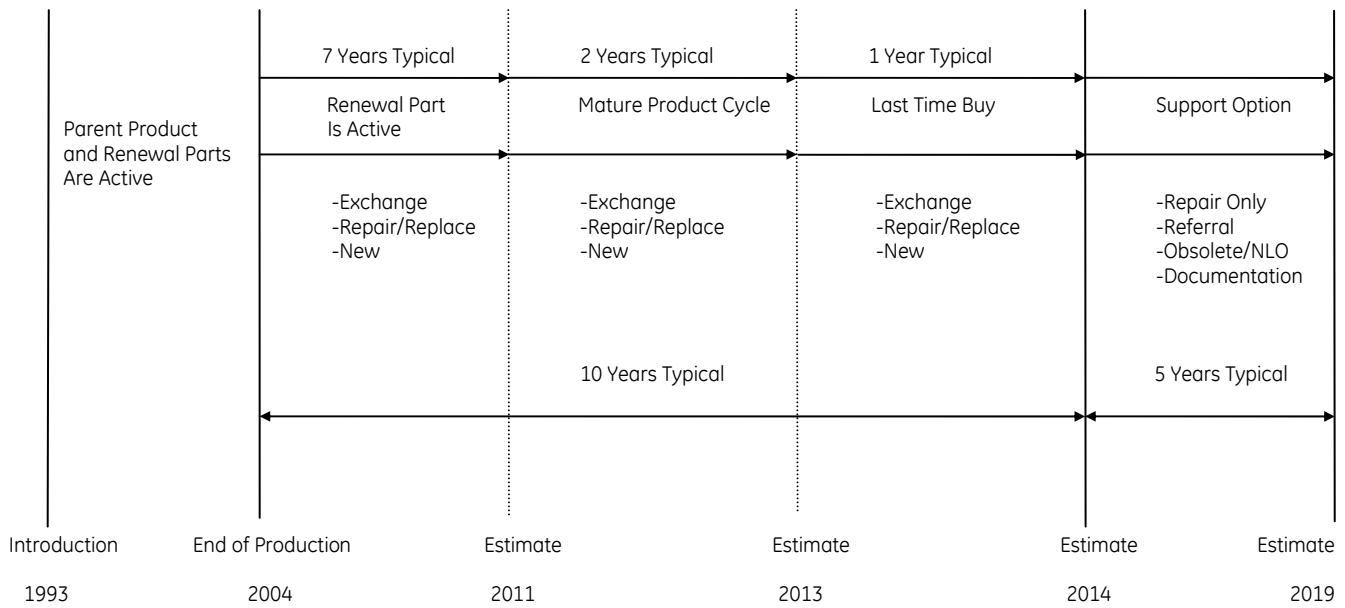 7 Years Typical
2 Years Typical
1 Year Typical
Parent Product
and Renewal Parts
Are Active
Renewal Part
Is Active
Mature Product Cycle
Last Time Buy
Support Option
-Exchange
-Repair/Replace
-New
-Exchange
-Repair/Replace
-New
-Exchange
-Repair/Replace
-New
-Repair Only
-Referral
-Obsolete/NLO
-Documentation
10 Years Typical
5 Years Typical
Introduction
End of Production
Estimate
Estimate
Estimate
Estimate
1993
2004
2011
2013
2014
2019